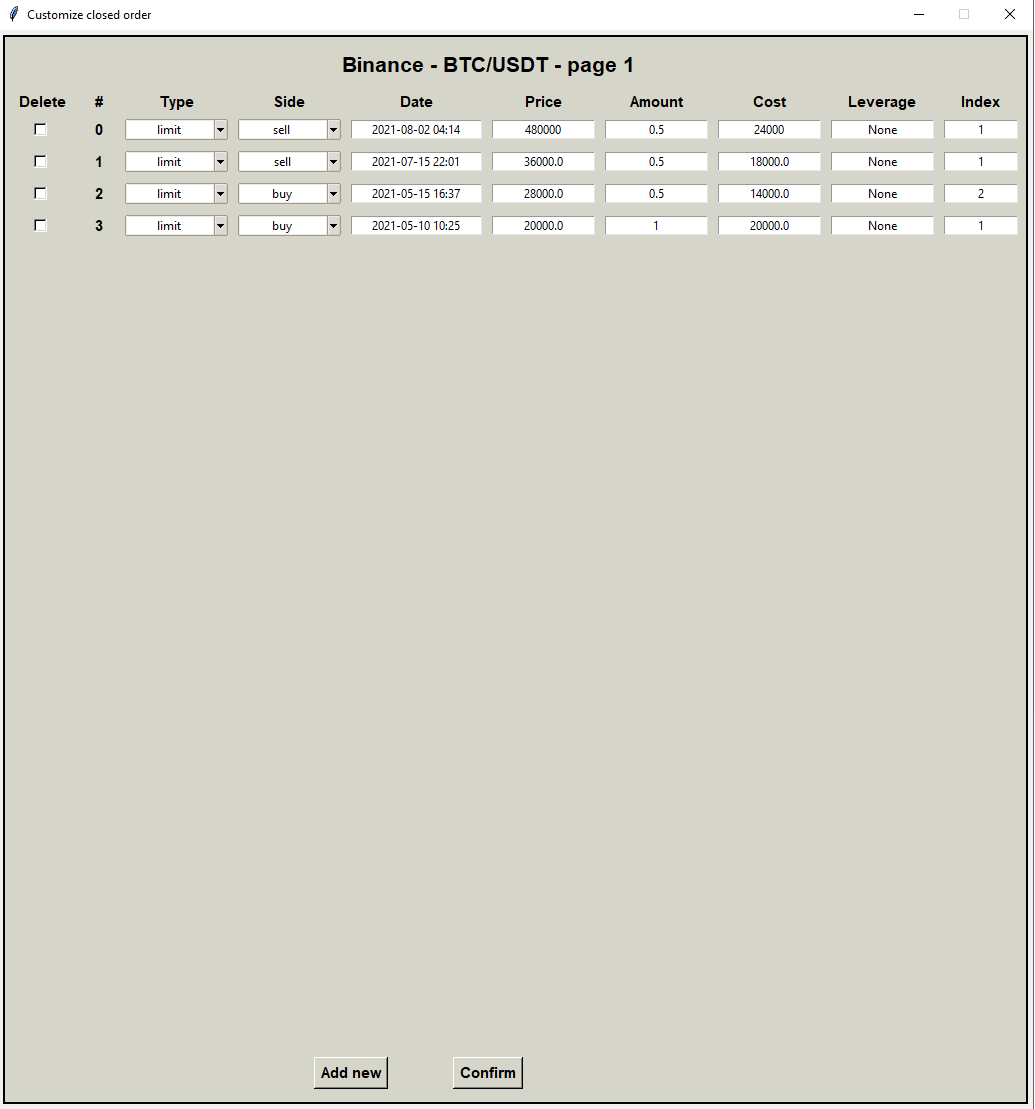 Customize closed order
Binance - BTC/USDT - page 1
Delete # Type Side Date Price Amount Cost Leverage Index
0 limit sell 2021-08-02 04:14 480000 0.5 24000 None 1
1 limit sell 2021-07-15 22:01 36000.0 0.5 18000.0 None 1
2 limit buy 2021-05-15 16:37 28000.0 0.5 14000.0 None 2
3 limit buy 2021-05-10 10:25 20000.0 1 20000.0 None 1
Add new Confirm